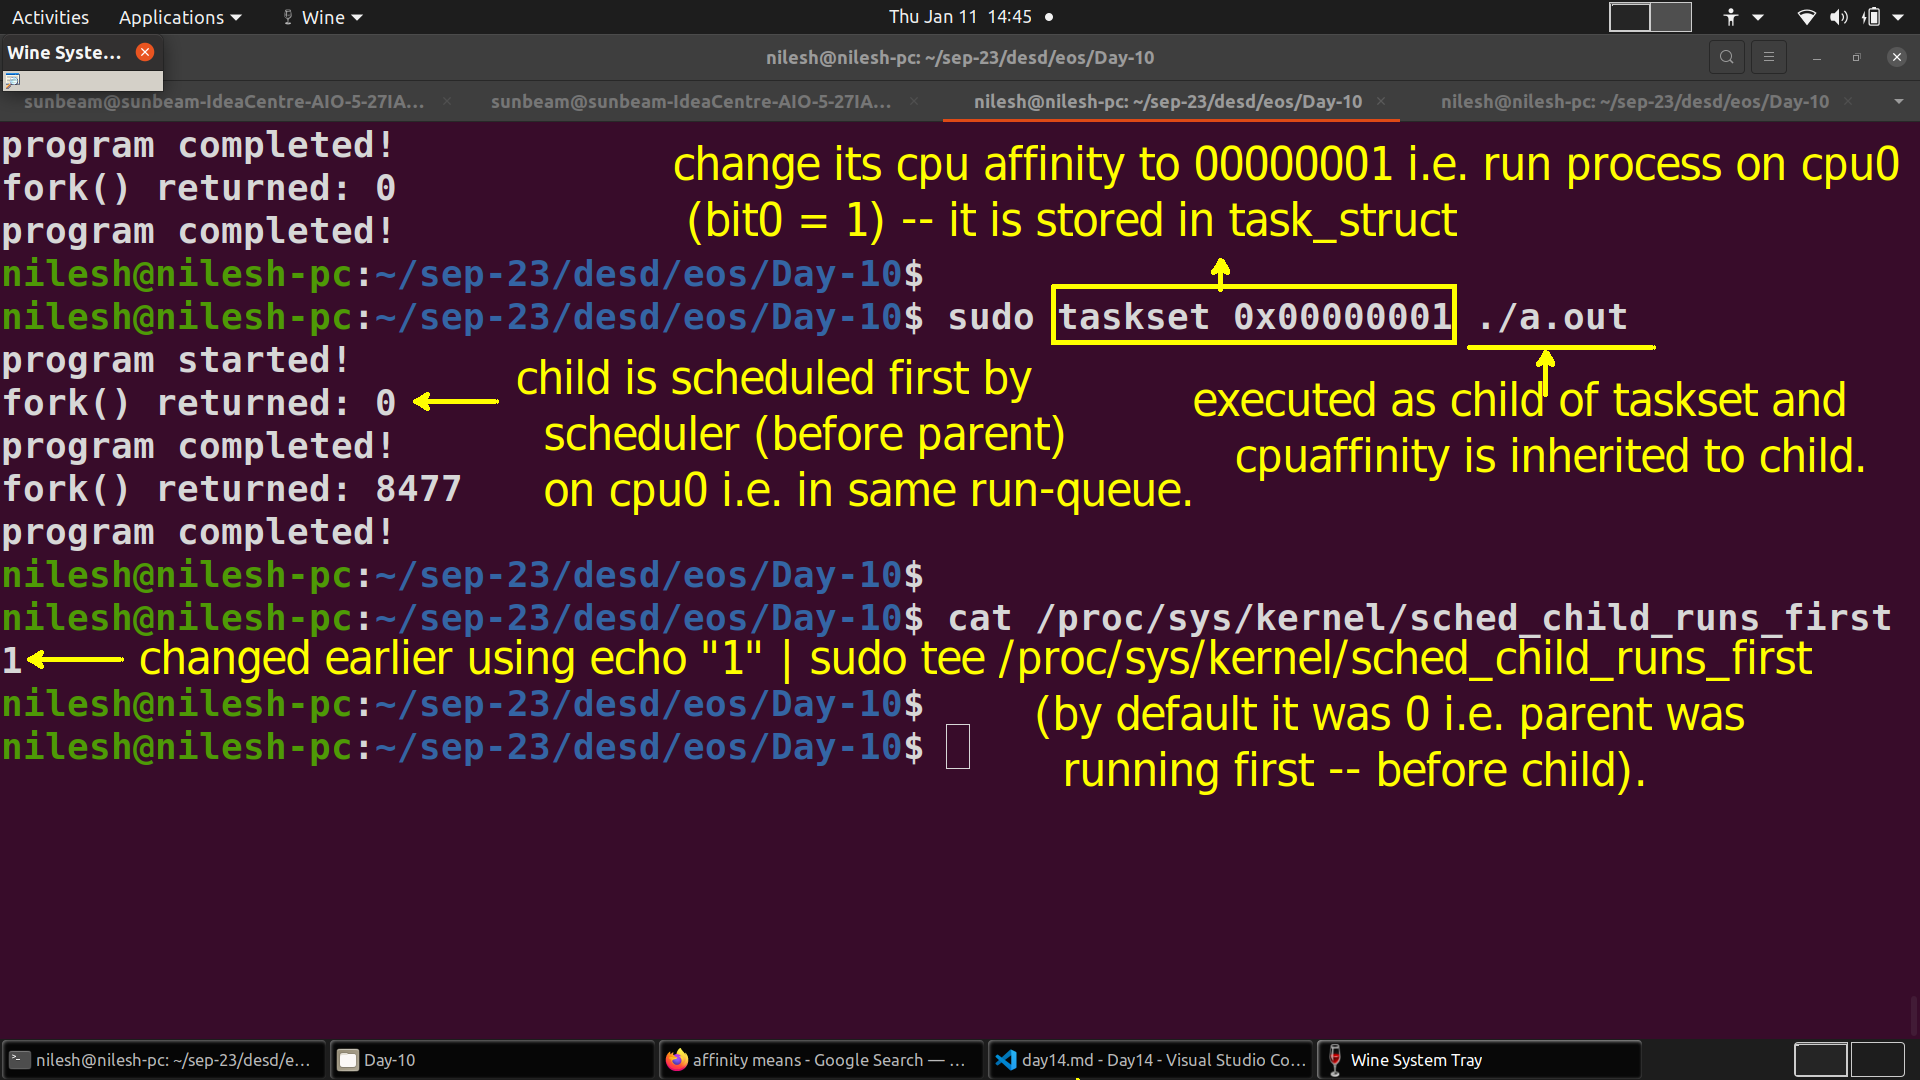 Activities Applications Wine Thu Jan 11 14:45
Wine Syste...
nilesh@nilesh-pc: ~/sep-23/desd/eos/Day-10
sunbeam@sunbeam-IdeaCentre-AIO-5-27IA... sunbeam@sunbeam-IdeaCentre-AIO-5-27IA... nilesh@nilesh-pc: ~/sep-23/desd/eos/Day-10 nilesh@nilesh-pc: ~/sep-23/desd/eos/Day-10
program completed!
change its cpu affinity to 00000001 i.e. run process on cpu0
fork() returned: 0
(bit0 = 1) -- it is stored in task_struct
program completed!
nilesh@nilesh-pc:~/sep-23/desd/eos/Day-10$
nilesh@nilesh-pc:~/sep-23/desd/eos/Day-10$ sudo taskset 0x00000001 ./a.out
program started!
child is scheduled first by
fork() returned: 0
executed as child of taskset and
scheduler (before parent)
program completed!
cpuaffinity is inherited to child.
fork() returned: 8477
on cpu0 i.e. in same run-queue.
program completed!
nilesh@nilesh-pc:~/sep-23/desd/eos/Day-10$
nilesh@nilesh-pc:~/sep-23/desd/eos/Day-10$ cat /proc/sys/kernel/sched_child_runs_first
1 changed earlier using echo "1" | sudo tee /proc/sys/kernel/sched_child_runs_first
nilesh@nilesh-pc:~/sep-23/desd/eos/Day-10$
(by default it was 0 i.e. parent was
nilesh@nilesh-pc:~/sep-23/desd/eos/Day-10$
running first -- before child).
nilesh@nilesh-pc: ~/sep-23/desd/e... Day-10 affinity means - Google Search — ... day14.md - Day14 - Visual Studio Co... Wine System Tray